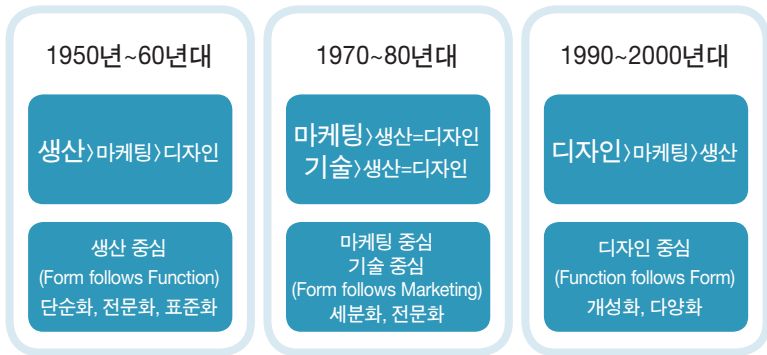 1950년~60년대
생산〉마케팅〉디자인
생산 중심
(Form follows Function)
단순화, 전문화, 표준화
1970~80년대
마케팅〉생산=디자인
기술〉생산=디자인
마케팅 중심
기술 중심
(Form follows Marketing)
세분화, 전문화
1990~2000년대
디자인〉마케팅〉생산
디자인 중심
(Function follows Form)
개성화, 다양화